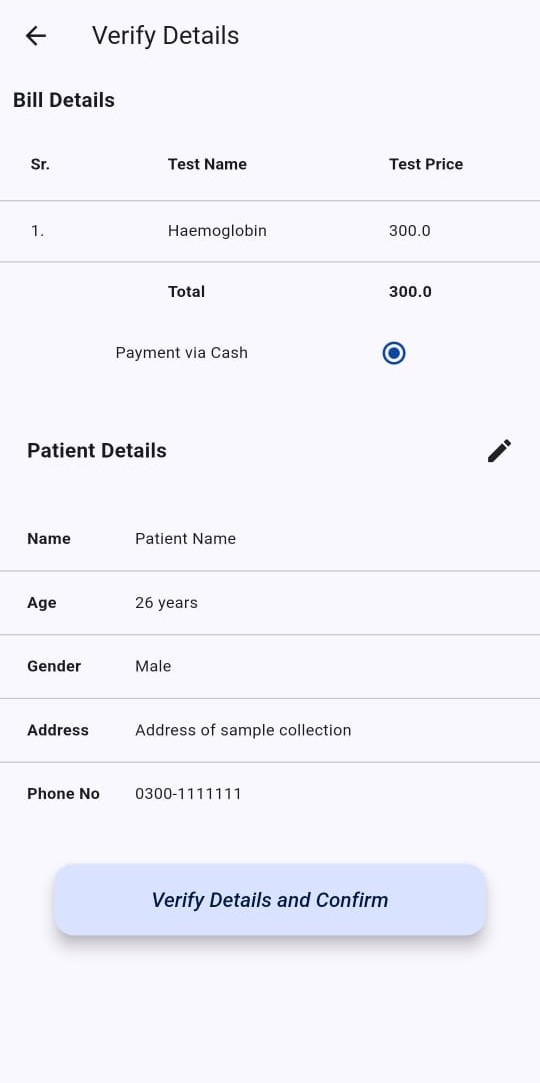 Verify Details
Bill Details
Sr. Test Name Test Price
1. Haemoglobin 300.0
Total 300.0
Payment via Cash
Patient Details
Name Patient Name
Age 26 years
Gender Male
Address Address of sample collection
Phone No 0300-1111111
Verify Details and Confirm